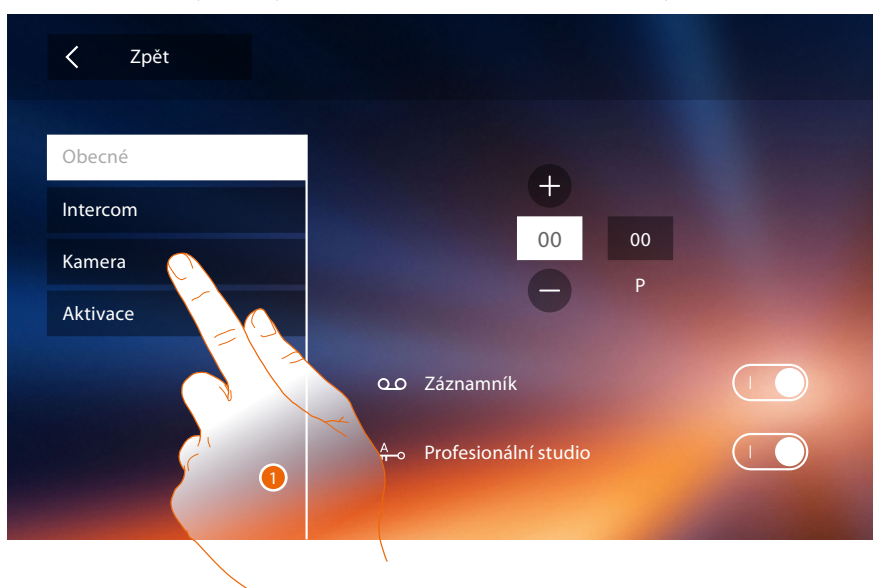 Zpět
Obecné
Intercom
Kamera
Aktivace
00 00
P
Záznamník
A
Profesionální studio
1